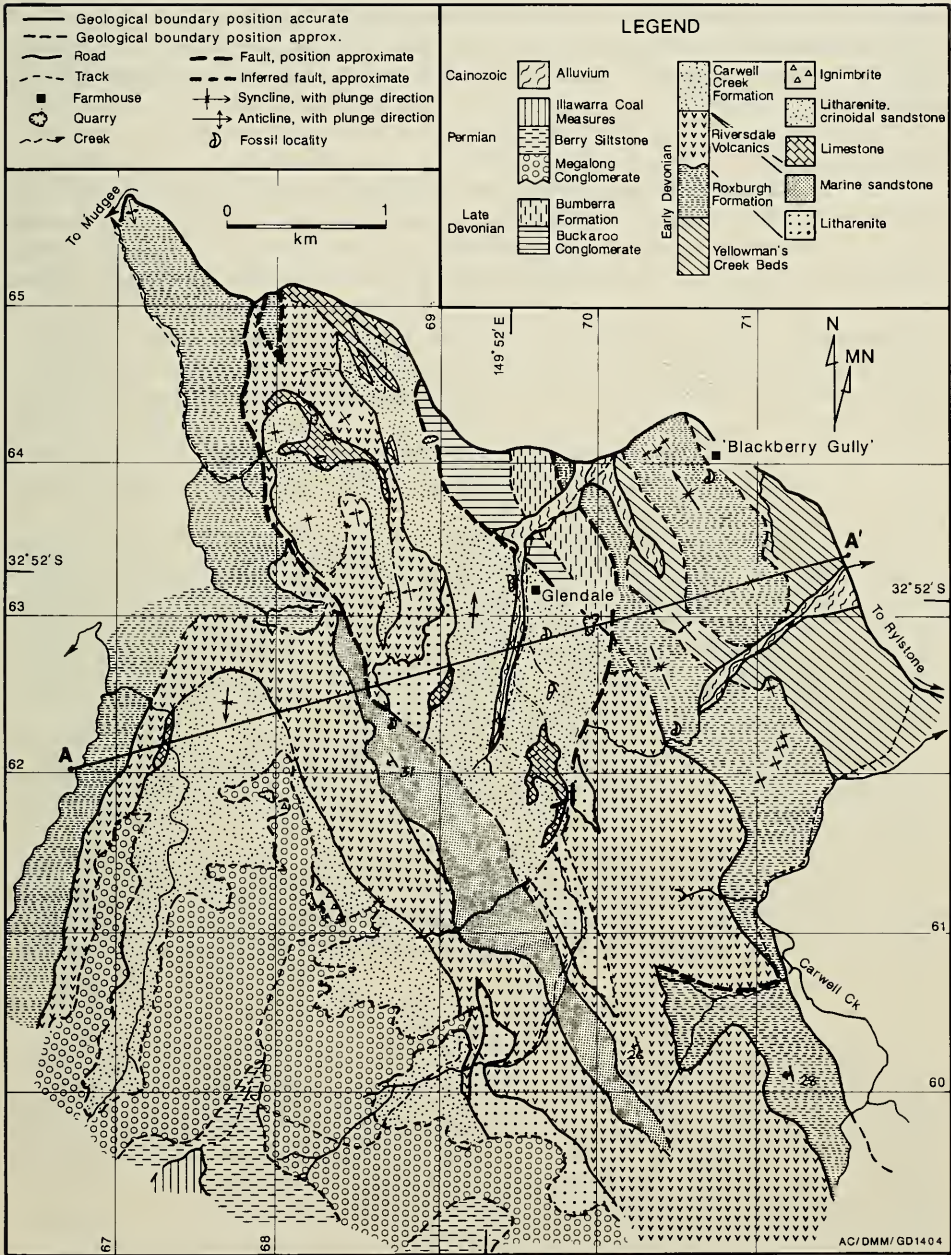 Geological boundary position accurate
Geological boundary position approx.
Road
Track
Farmhouse
Quarry
Creek
Fault, position approximate
Inferred fault, approximate
Syncline, with plunge direction
Anticline, with plunge direction
Fossil locality
LEGEND
Cainozoic
Alluvium
Permian
Illawarra Coal
Measures
Berry Siltstone
Megalong
Conglomerate
Late
Devonian
Bumberra
Formation
Buckaroo
Conglomerate
Early Devonian
Carwell
Creek
Formation
Riversdale
Volcanics
Roxburgh
Formation
Yellowman's
Creek Beds
Ignimbrite
Litharenite,
crinoidal sandstone
Limestone
Marine sandstone
Litharenite
To Mudgee
0 1
km
65
69
149° 52' E
70
71
N
MN
64
'Blackberry Gully'
A'
32° 52' S
32° 52' S
63
Glendale
To Rylstone
A
62
31
61
Carwell Ck
26
28
60
67
68
AC/DMM/GD1404